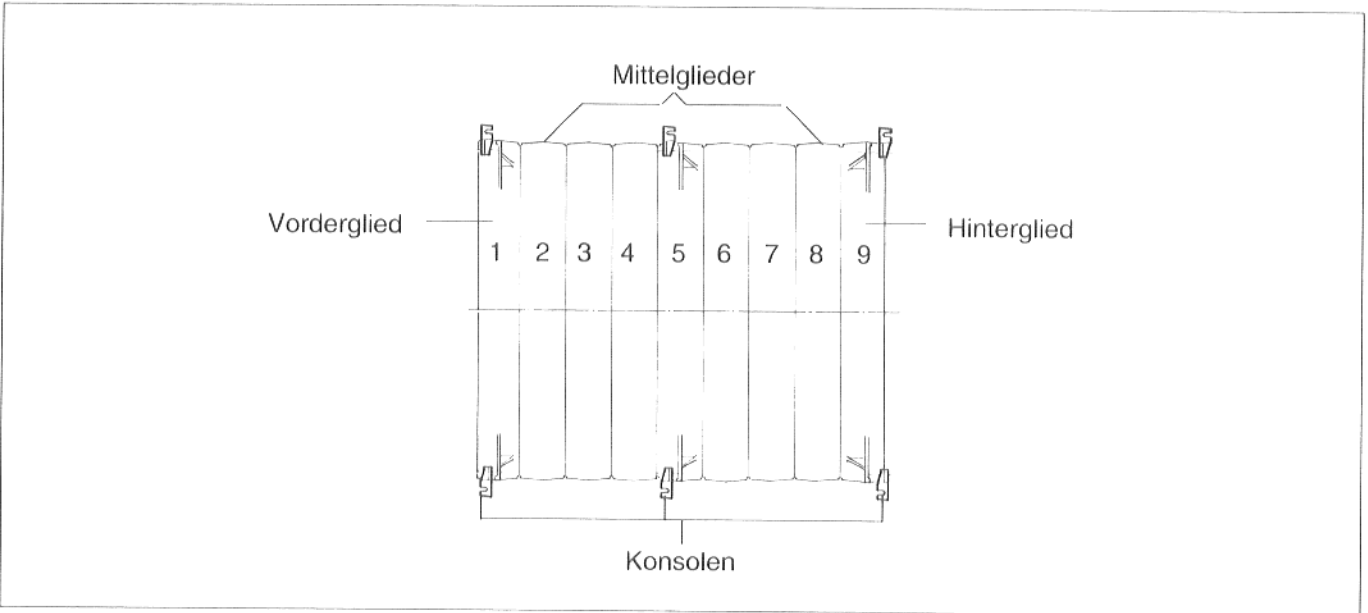 Mittelglieder
Vorderglied
Hinterglied
1 2 3 4 5 6 7 8 9
Konsolen